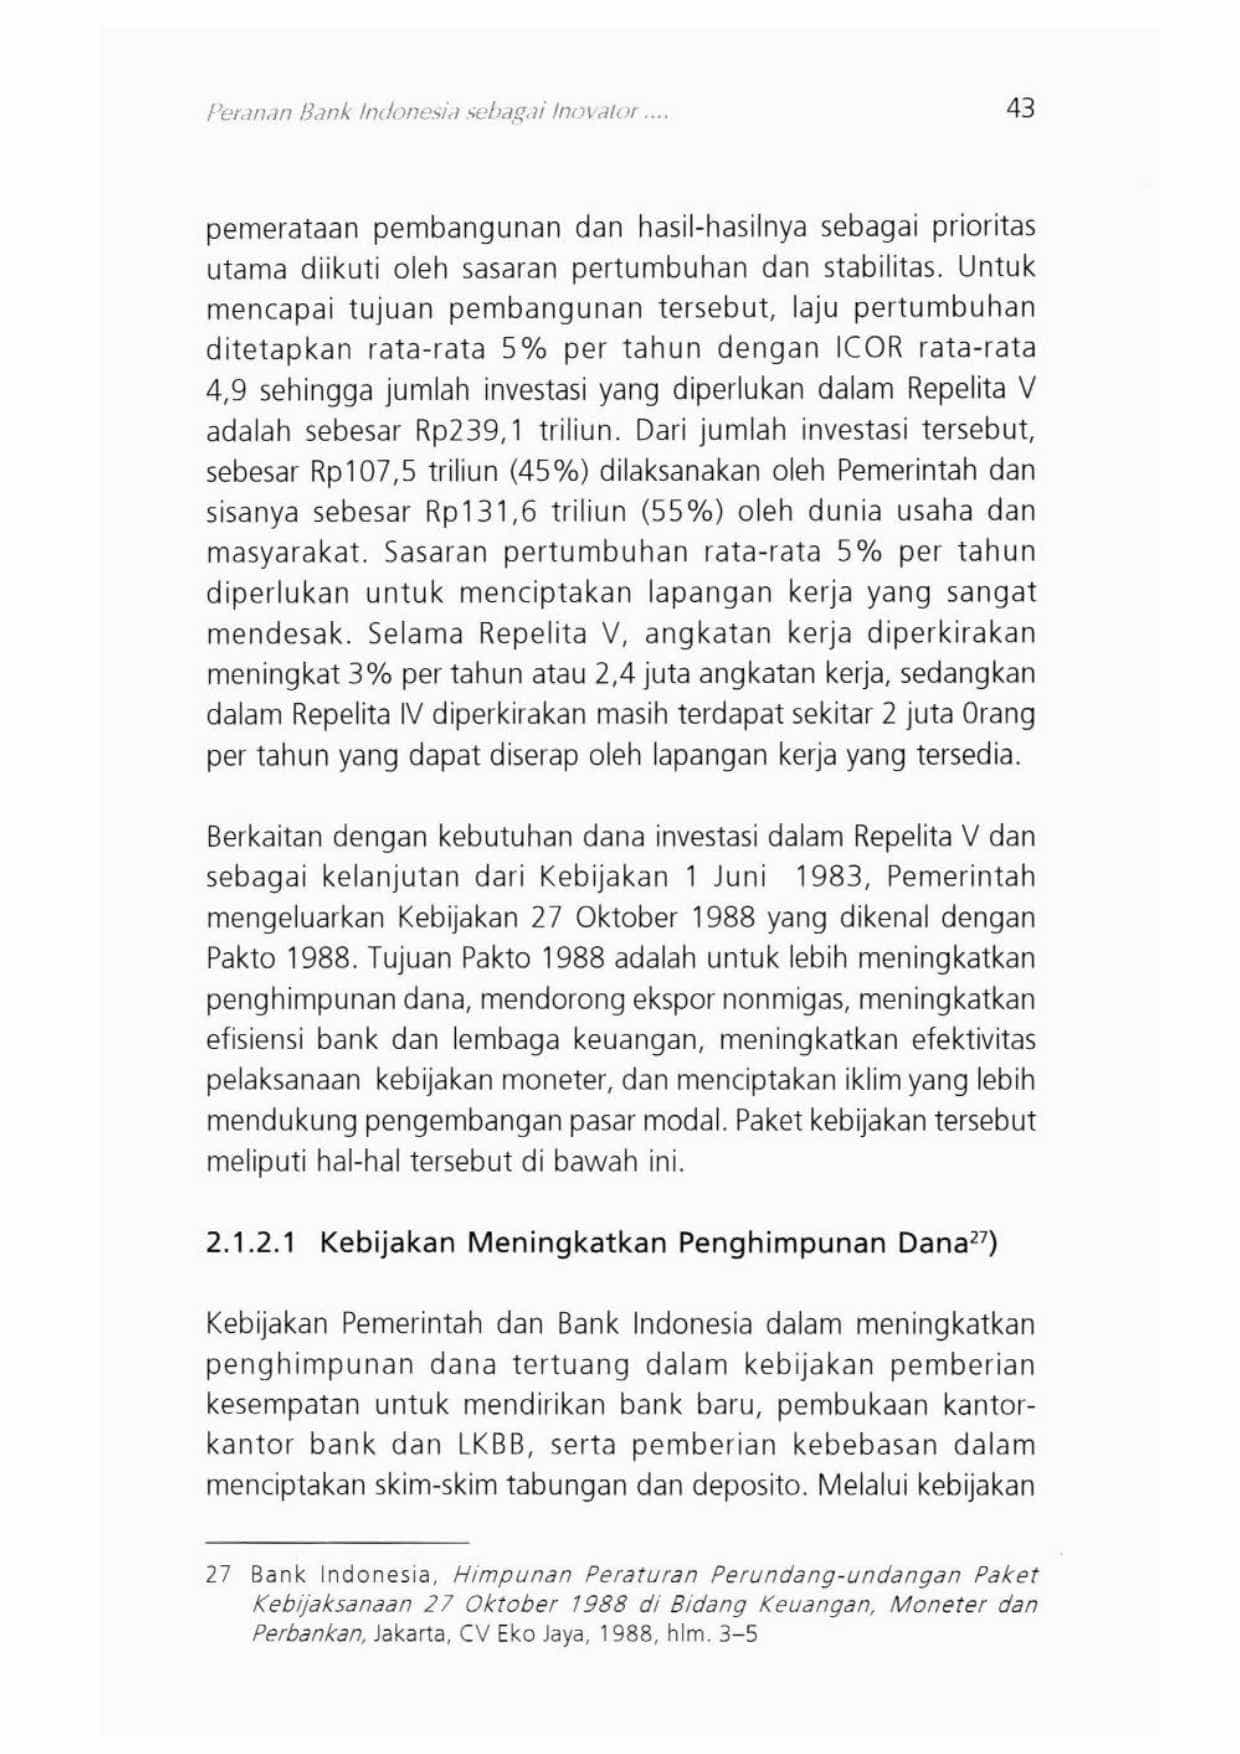 Peranan Bank Indonesia sebagai Inovator ....
43
pemerataan pembangunan dan hasil-hasilnya sebagai prioritas
utama diikuti oleh sasaran pertumbuhan dan stabilitas. Untuk
mencapai tujuan pembangunan tersebut, laju pertumbuhan
ditetapkan rata-rata 5% per tahun dengan ICOR rata-rata
4,9 sehingga jumlah investasi yang diperlukan dalam Repelita V
adalah sebesar Rp239,1 triliun. Dari jumlah investasi tersebut,
sebesar Rp107,5 triliun (45%) dilaksanakan oleh Pemerintah dan
sisanya sebesar Rp131,6 triliun (55%) oleh dunia usaha dan
masyarakat. Sasaran pertumbuhan rata-rata 5% per tahun
diperlukan untuk menciptakan lapangan kerja yang sangat
mendesak. Selama Repelita V, angkatan kerja diperkirakan
meningkat 3% per tahun atau 2,4 juta angkatan kerja, sedangkan
dalam Repelita IV diperkirakan masih terdapat sekitar 2 juta 0rang
per tahun yang dapat diserap oleh lapangan kerja yang tersedia.
Berkaitan dengan kebutuhan dana investasi dalam Repelita V dan
sebagai kelanjutan dari Kebijakan 1 Juni 1983, Pemerintah
mengeluarkan Kebijakan 27 Oktober 1988 yang dikenal dengan
Pakto 1988. Tujuan Pakto 1988 adalah untuk lebih meningkatkan
penghimpunan dana, mendorong ekspor nonmigas, meningkatkan
efisiensi bank dan lembaga keuangan, meningkatkan efektivitas
pelaksanaan kebijakan moneter, dan menciptakan iklim yang lebih
mendukung pengembangan pasar modal. Paket kebijakan tersebut
meliputi hal-hal tersebut di bawah ini.
2.1.2.1 Kebijakan Meningkatkan Penghimpunan Dana²⁷)
Kebijakan Pemerintah dan Bank Indonesia dalam meningkatkan
penghimpunan dana tertuang dalam kebijakan pemberian
kesempatan untuk mendirikan bank baru, pembukaan kantor-
kantor bank dan LKBB, serta pemberian kebebasan dalam
menciptakan skim-skim tabungan dan deposito. Melalui kebijakan
27 Bank Indonesia, Himpunan Peraturan Perundang-undangan Paket
Kebijaksanaan 27 Oktober 1988 di Bidang Keuangan, Moneter dan
Perbankan, Jakarta, CV Eko Jaya, 1988, hlm. 3–5